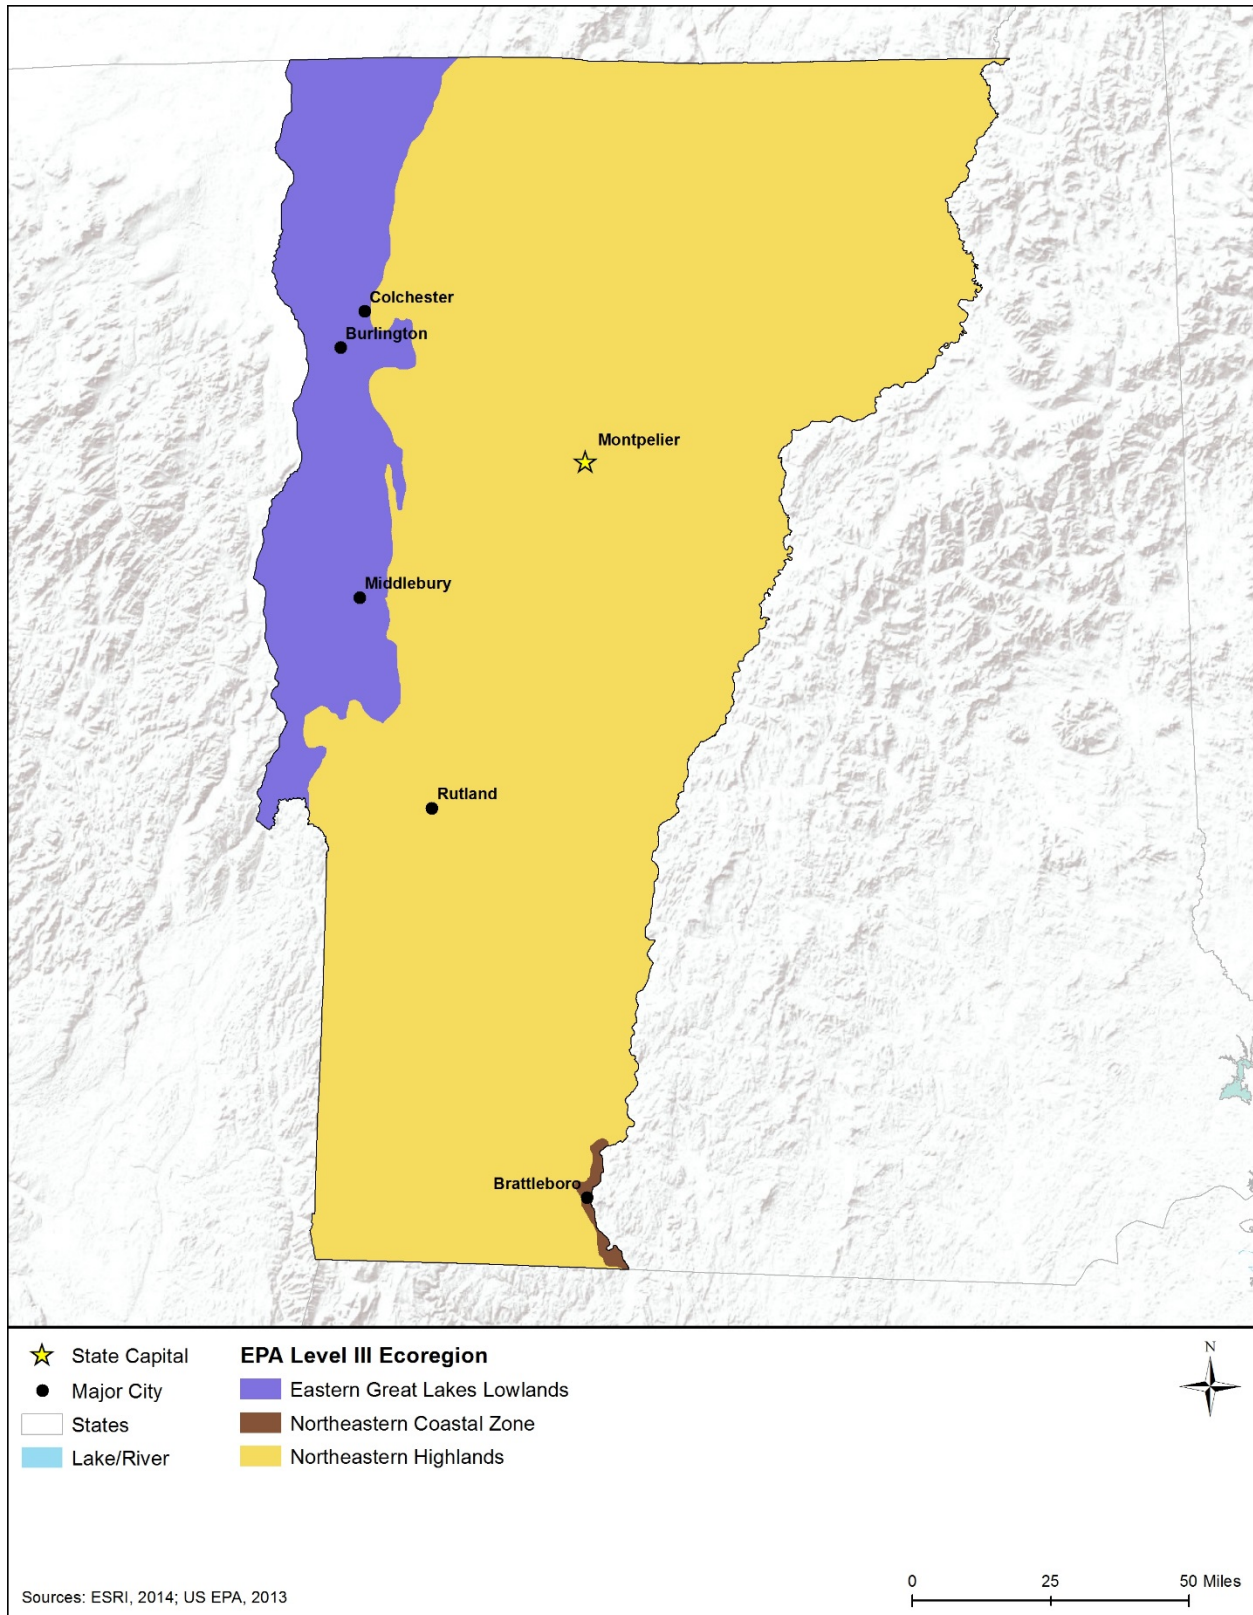 Colchester
Burlington
Montpelier
Middlebury
Rutland
Brattleboro
State Capital
Major City
States
Lake/River
EPA Level III Ecoregion
Eastern Great Lakes Lowlands
Northeastern Coastal Zone
Northeastern Highlands
N
Sources: ESRI, 2014; US EPA, 2013
0 25 50 Miles